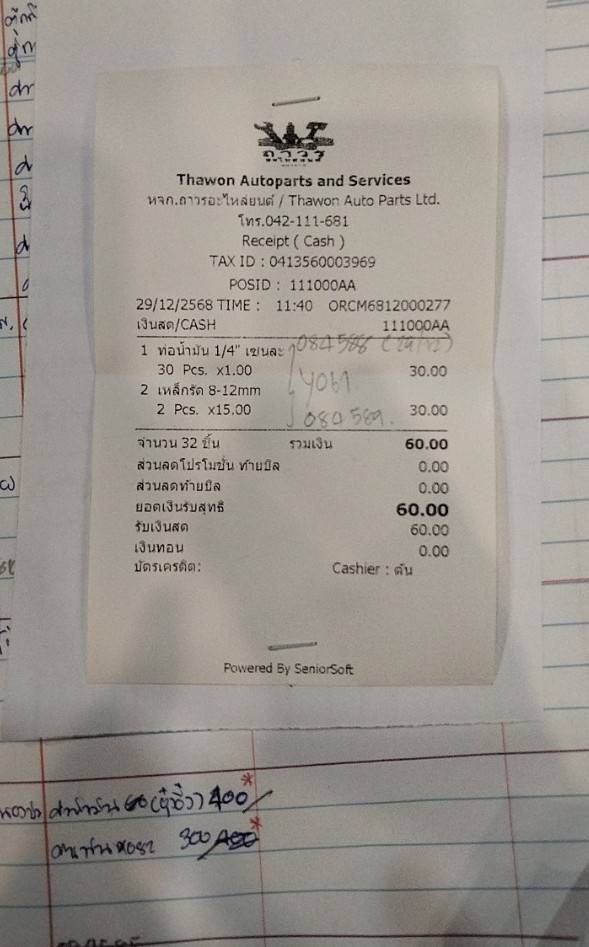 ถาวร
Thawon Autoparts and Services
หจก.ถาวรอะไหล่ยนต์ / Thawon Auto Parts Ltd.
โทร.042-111-681
Receipt ( Cash )
TAX ID : 0413560003969
POSID : 111000AA
29/12/2568 TIME : 11:40 ORCM6812000277
เงินสด/CASH 111000AA
1 ท่อน้ำมัน 1/4" เซนละ 084588
30 Pcs. x1.00 30.00
2 เหล็กรัด 8-12mm
2 Pcs. x15.00 084589. 30.00
จำนวน 32 ชิ้น รวมเงิน 60.00
ส่วนลดโปรโมชั่น ท้ายบิล 0.00
ส่วนลดท้ายบิล 0.00
ยอดเงินรับสุทธิ 60.00
รับเงินสด 60.00
เงินทอน 0.00
บัตรเครดิต: Cashier : ต้น
Powered By SeniorSoft
400
300